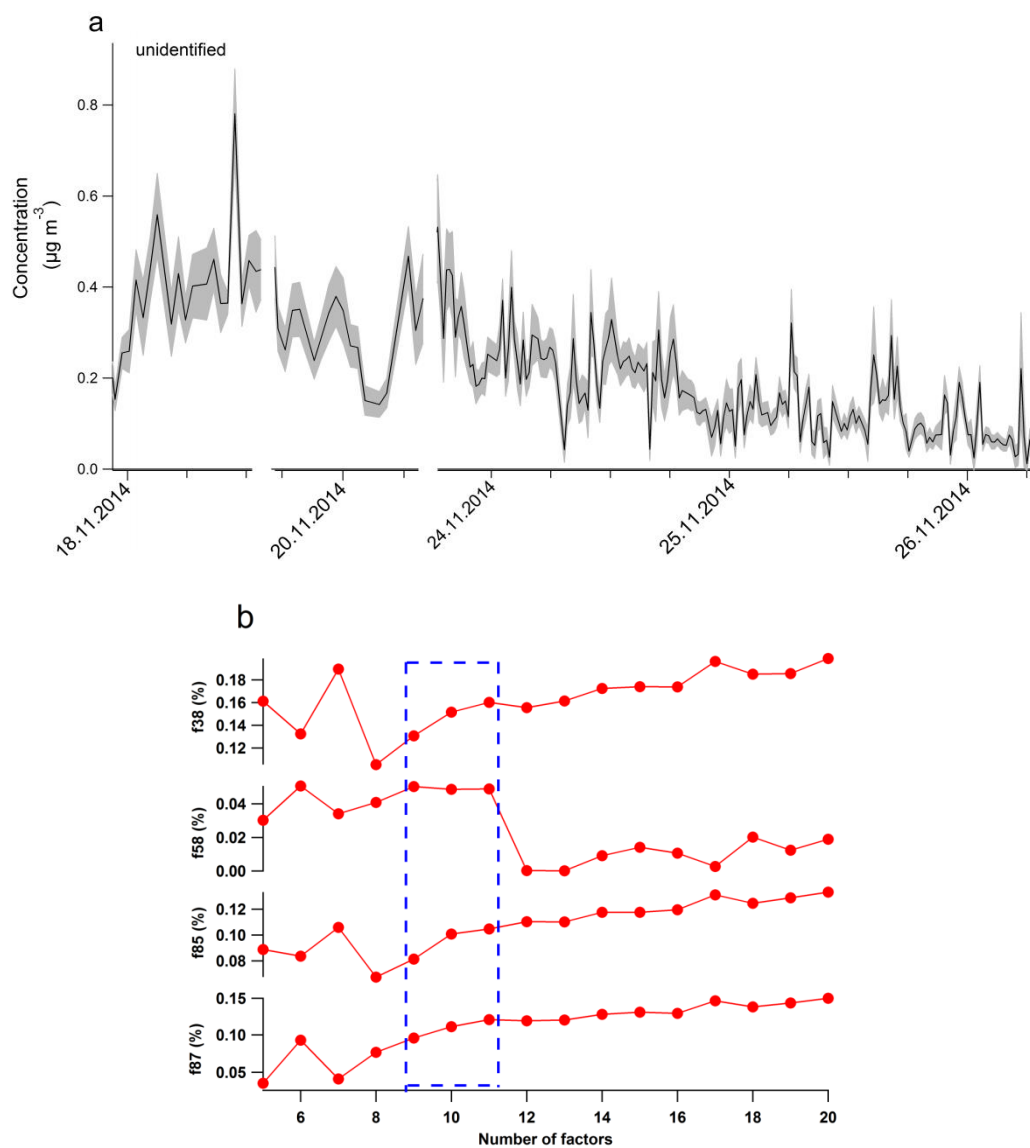 a
unidentified
0.8
0.6
0.4
0.2
0.0
Concentration
(µg m⁻³)
18.11.2014 20.11.2014 24.11.2014 25.11.2014 26.11.2014
b
0.18
0.16
0.14
0.12
f38 (%)
0.04
0.02
0.00
f58 (%)
0.12
0.10
0.08
f85 (%)
0.15
0.10
0.05
f87 (%)
6 8 10 12 14 16 18 20
Number of factors